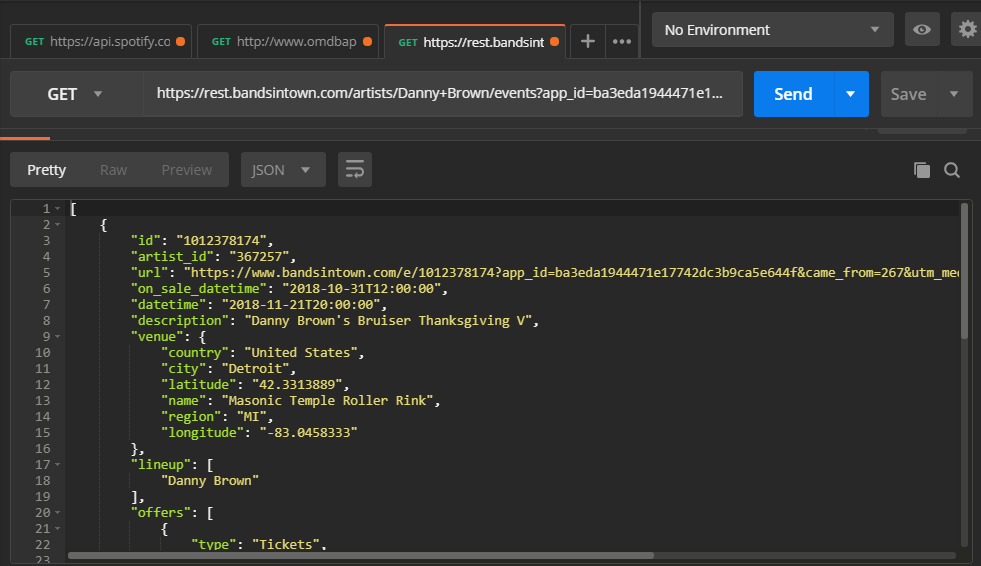 GET https://api.spotify.co GET http://www.omdbap GET https://rest.bandsint No Environment
GET https://rest.bandsintown.com/artists/Danny+Brown/events?app_id=ba3eda1944471e1... Send Save
Pretty Raw Preview JSON
1 [
2 {
3 "id": "1012378174",
4 "artist_id": "367257",
5 "url": "https://www.bandsintown.com/e/1012378174?app_id=ba3eda1944471e17742dc3b9ca5e644f&came_from=267&utm_med
6 "on_sale_datetime": "2018-10-31T12:00:00",
7 "datetime": "2018-11-21T20:00:00",
8 "description": "Danny Brown's Bruiser Thanksgiving V",
9 "venue": {
10 "country": "United States",
11 "city": "Detroit",
12 "latitude": "42.3313889",
13 "name": "Masonic Temple Roller Rink",
14 "region": "MI",
15 "longitude": "-83.0458333"
16 },
17 "lineup": [
18 "Danny Brown"
19 ],
20 "offers": [
21 {
22 "type": "Tickets",
23